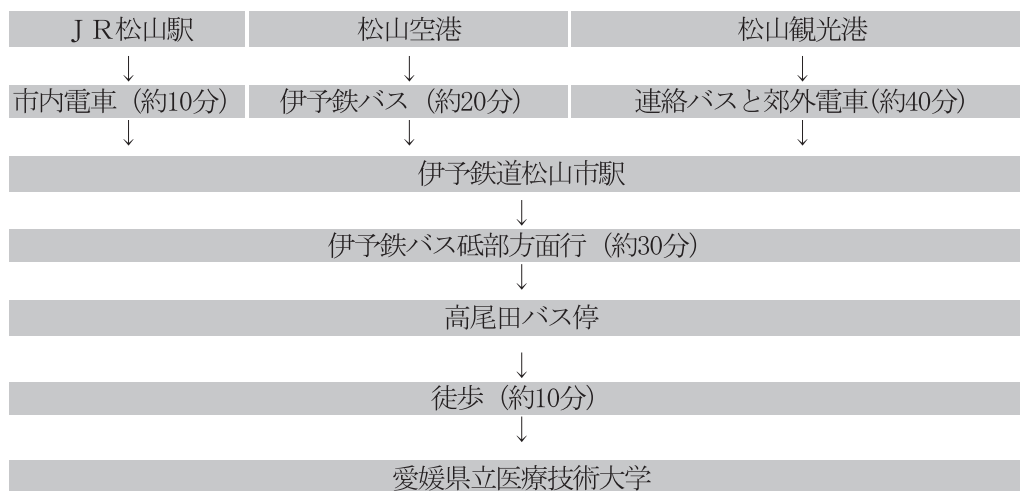 ＪＲ松山駅 松山空港 松山観光港
↓ ↓ ↓
市内電車（約10分） 伊予鉄バス（約20分） 連絡バスと郊外電車（約40分）
↓ ↓ ↓
伊予鉄道松山市駅
↓
伊予鉄バス砥部方面行（約30分）
↓
高尾田バス停
↓
徒歩（約10分）
↓
愛媛県立医療技術大学